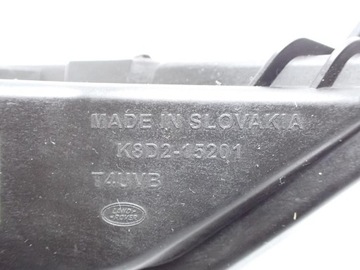 MADE IN SLOVAKIA
K8D2-15201
T4UVB
LAND-
-ROVER